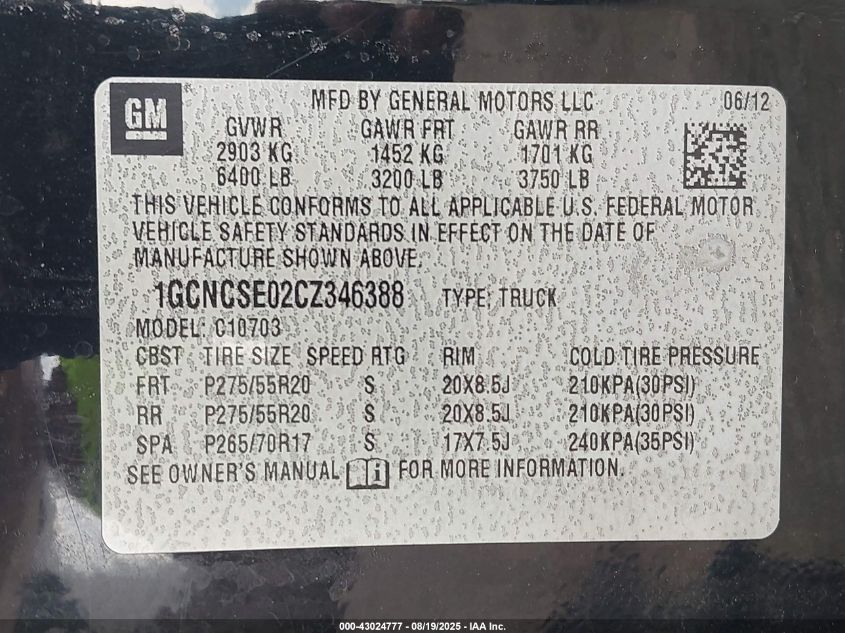 GM
MFD BY GENERAL MOTORS LLC 06/12
GVWR GAWR FRT GAWR RR
2903 KG 1452 KG 1701 KG
6400 LB 3200 LB 3750 LB
THIS VEHICLE CONFORMS TO ALL APPLICABLE U.S. FEDERAL MOTOR
VEHICLE SAFETY STANDARDS IN EFFECT ON THE DATE OF
MANUFACTURE SHOWN ABOVE.
1GCNCSE02CZ346388 TYPE: TRUCK
MODEL: C10703
CBST TIRE SIZE SPEED RTG RIM COLD TIRE PRESSURE
FRT P275/55R20 S 20X8.5J 210KPA(30PSI)
RR P275/55R20 S 20X8.5J 210KPA(30PSI)
SPA P265/70R17 S 17X7.5J 240KPA(35PSI)
SEE OWNER'S MANUAL i FOR MORE INFORMATION.
000-43024777 - 08/19/2025 - IAA Inc.